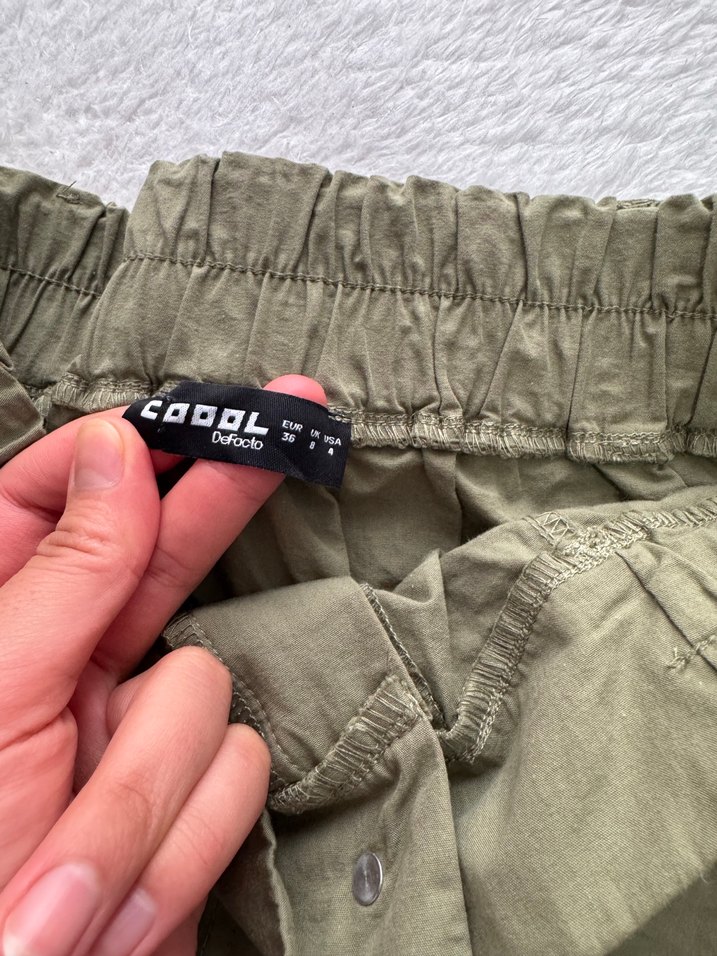 COOOL
DeFacto
EUR UK USA
36 8 4